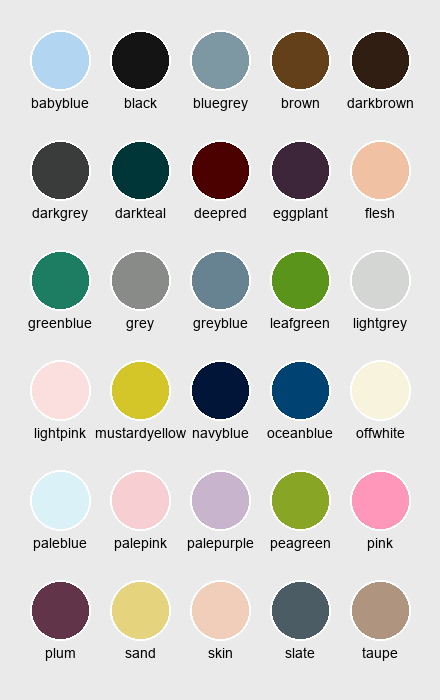 babyblue black bluegrey brown darkbrown
darkgrey darkteal deepred eggplant flesh
greenblue grey greyblue leafgreen lightgrey
lightpink mustardyellow navyblue oceanblue offwhite
paleblue palepink palepurple peagreen pink
plum sand skin slate taupe